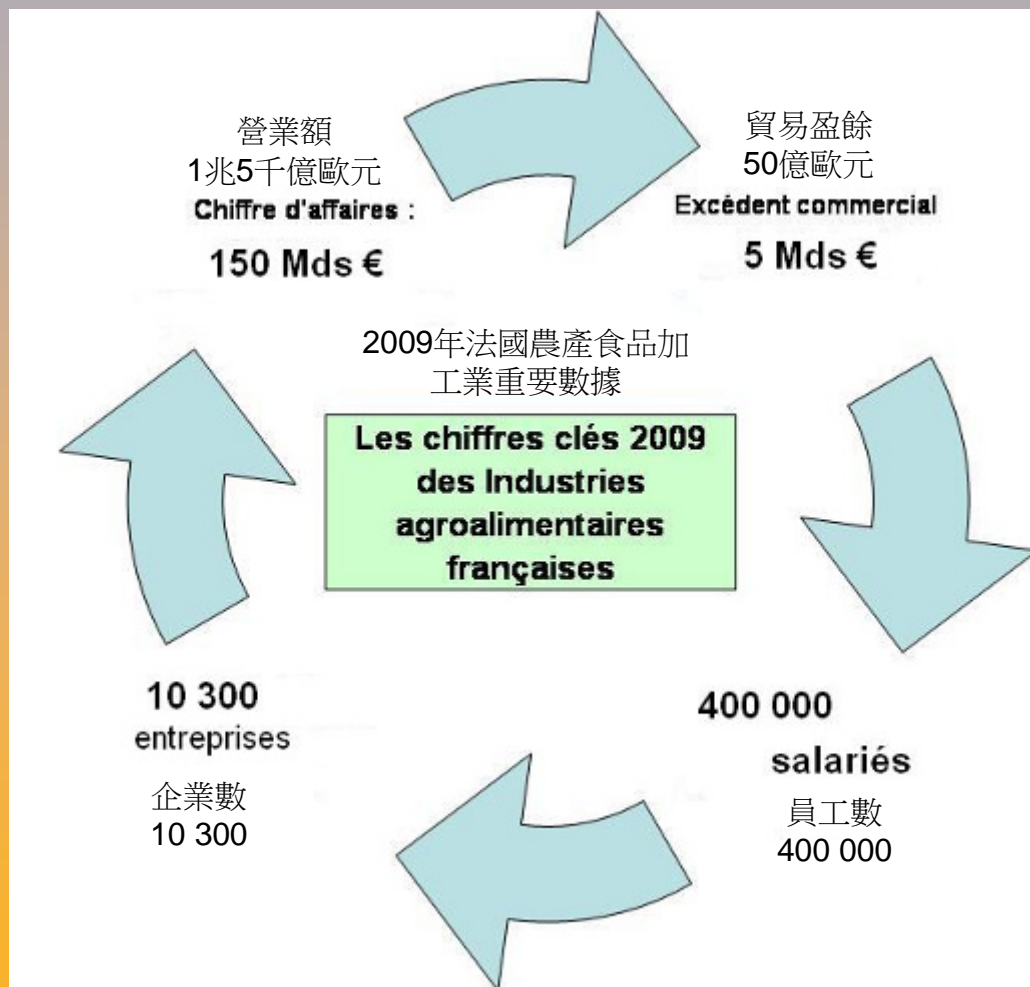 營業額
1兆5千億歐元
Chiffre d'affaires :
150 Mds €
貿易盈餘
50億歐元
Excédent commercial
5 Mds €
2009年法國農產食品加
工業重要數據
Les chiffres clés 2009
des Industries
agroalimentaires
françaises
10 300
entreprises
企業數
10 300
400 000
salariés
員工數
400 000